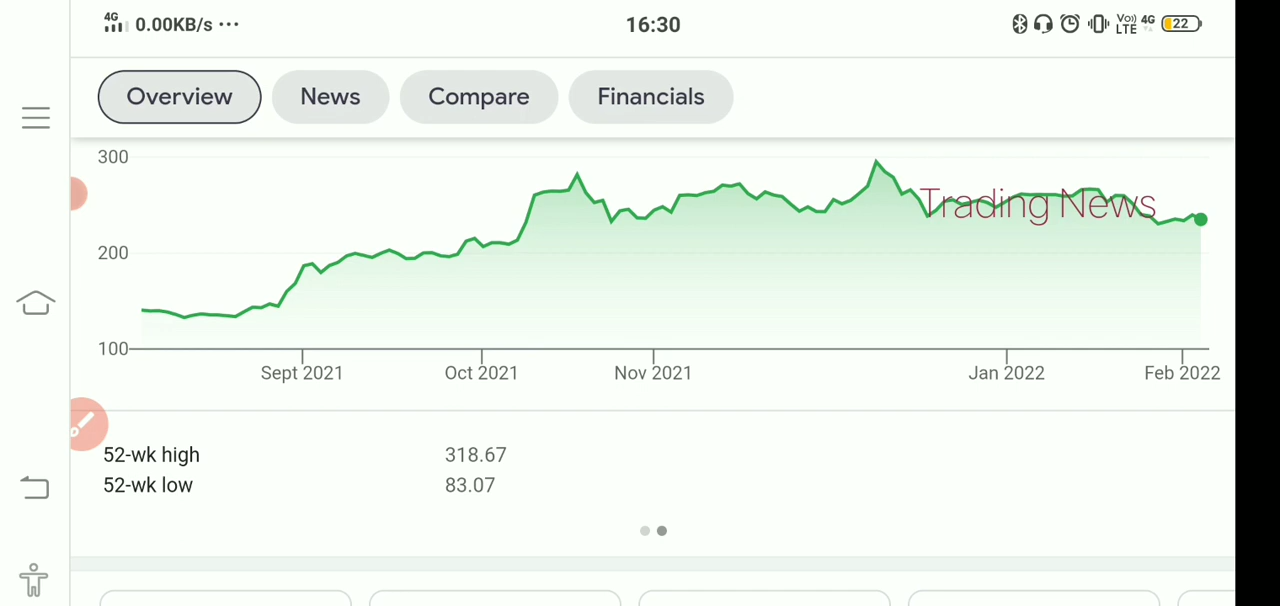 4G 0.00KB/s ··· 16:30 Vo)) LTE 4G 22
Overview News Compare Financials
300
Trading News
200
100
Sept 2021 Oct 2021 Nov 2021 Jan 2022 Feb 2022
52-wk high 318.67
52-wk low 83.07